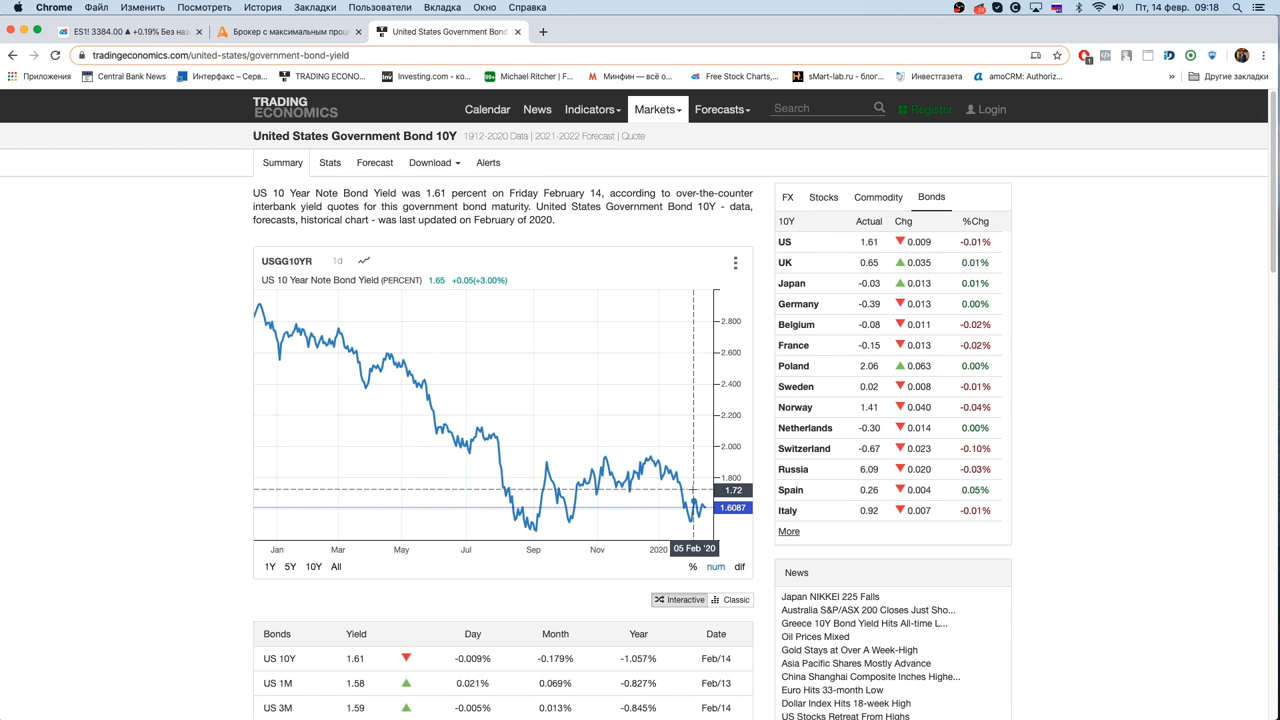 Chrome Файл Изменить Посмотреть История Закладки Пользователи Вкладка Окно Справка Пт, 14 февр. 09:18
ES1! 3384.00 ▲ +0.19% Без наз Брокер с максимальным проц United States Government Bond
tradingeconomics.com/united-states/government-bond-yield
Приложения Central Bank News Интерфакс – Серв... TRADING ECONO... Investing.com - ко... Michael Ritcher | F... Минфин — всё о... Free Stock Charts,... sMart-lab.ru - блог... Инвестгазета amoCRM: Authoriz... » Другие закладки
TRADING
ECONOMICS
Calendar News Indicators Markets Forecasts Search Register Login
United States Government Bond 10Y 1912-2020 Data | 2021-2022 Forecast | Quote
Summary Stats Forecast Download Alerts
US 10 Year Note Bond Yield was 1.61 percent on Friday February 14, according to over-the-counter
interbank yield quotes for this government bond maturity. United States Government Bond 10Y - data,
forecasts, historical chart - was last updated on February of 2020.
USGG10YR 1d
US 10 Year Note Bond Yield (PERCENT) 1.65 +0.05(+3.00%)
2.800
2.600
2.400
2.200
2.000
1.800
1.72
1.6087
Jan Mar May Jul Sep Nov 2020 05 Feb '20
1Y 5Y 10Y All % num dif
Interactive Classic
Bonds Yield Day Month Year Date
US 10Y 1.61 -0.009% -0.179% -1.057% Feb/14
US 1M 1.58 0.021% 0.069% -0.827% Feb/13
US 3M 1.59 -0.005% 0.013% -0.845% Feb/14
FX Stocks Commodity Bonds
10Y Actual Chg %Chg
US 1.61 0.009 -0.01%
UK 0.65 0.035 0.01%
Japan -0.03 0.013 0.01%
Germany -0.39 0.013 0.00%
Belgium -0.08 0.011 -0.02%
France -0.15 0.013 -0.02%
Poland 2.06 0.063 0.00%
Sweden 0.02 0.008 -0.01%
Norway 1.41 0.040 -0.04%
Netherlands -0.30 0.014 0.00%
Switzerland -0.67 0.023 -0.10%
Russia 6.09 0.020 -0.03%
Spain 0.26 0.004 0.05%
Italy 0.92 0.007 -0.01%
More
News
Japan NIKKEI 225 Falls
Australia S&P/ASX 200 Closes Just Sho...
Greece 10Y Bond Yield Hits All-time L...
Oil Prices Mixed
Gold Stays at Over A Week-High
Asia Pacific Shares Mostly Advance
China Shanghai Composite Inches Highe...
Euro Hits 33-month Low
Dollar Index Hits 18-week High
US Stocks Retreat From Highs